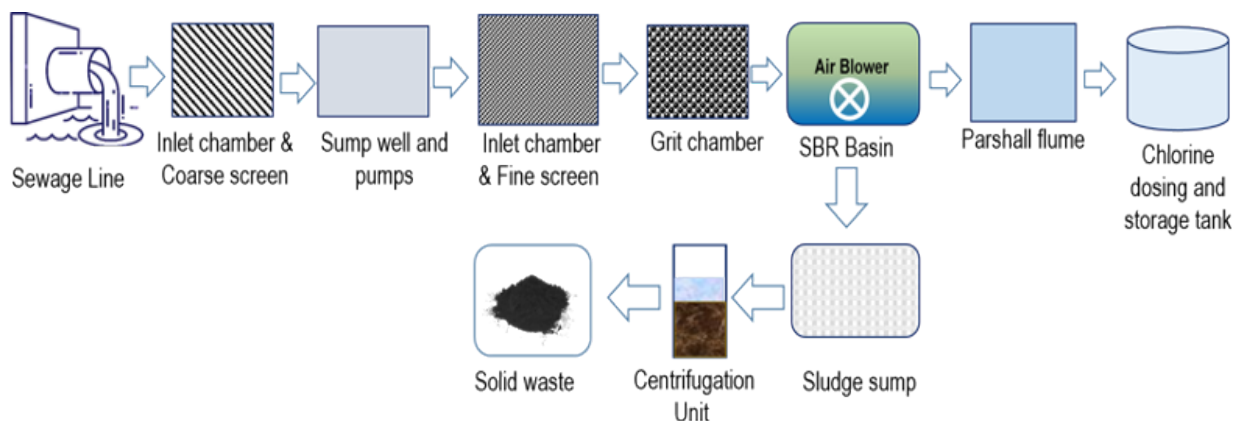 Air Blower
Sewage Line
Inlet chamber &
Coarse screen
Sump well and
pumps
Inlet chamber
& Fine screen
Grit chamber
SBR Basin
Parshall flume
Chlorine
dosing and
storage tank
Solid waste
Centrifugation
Unit
Sludge sump